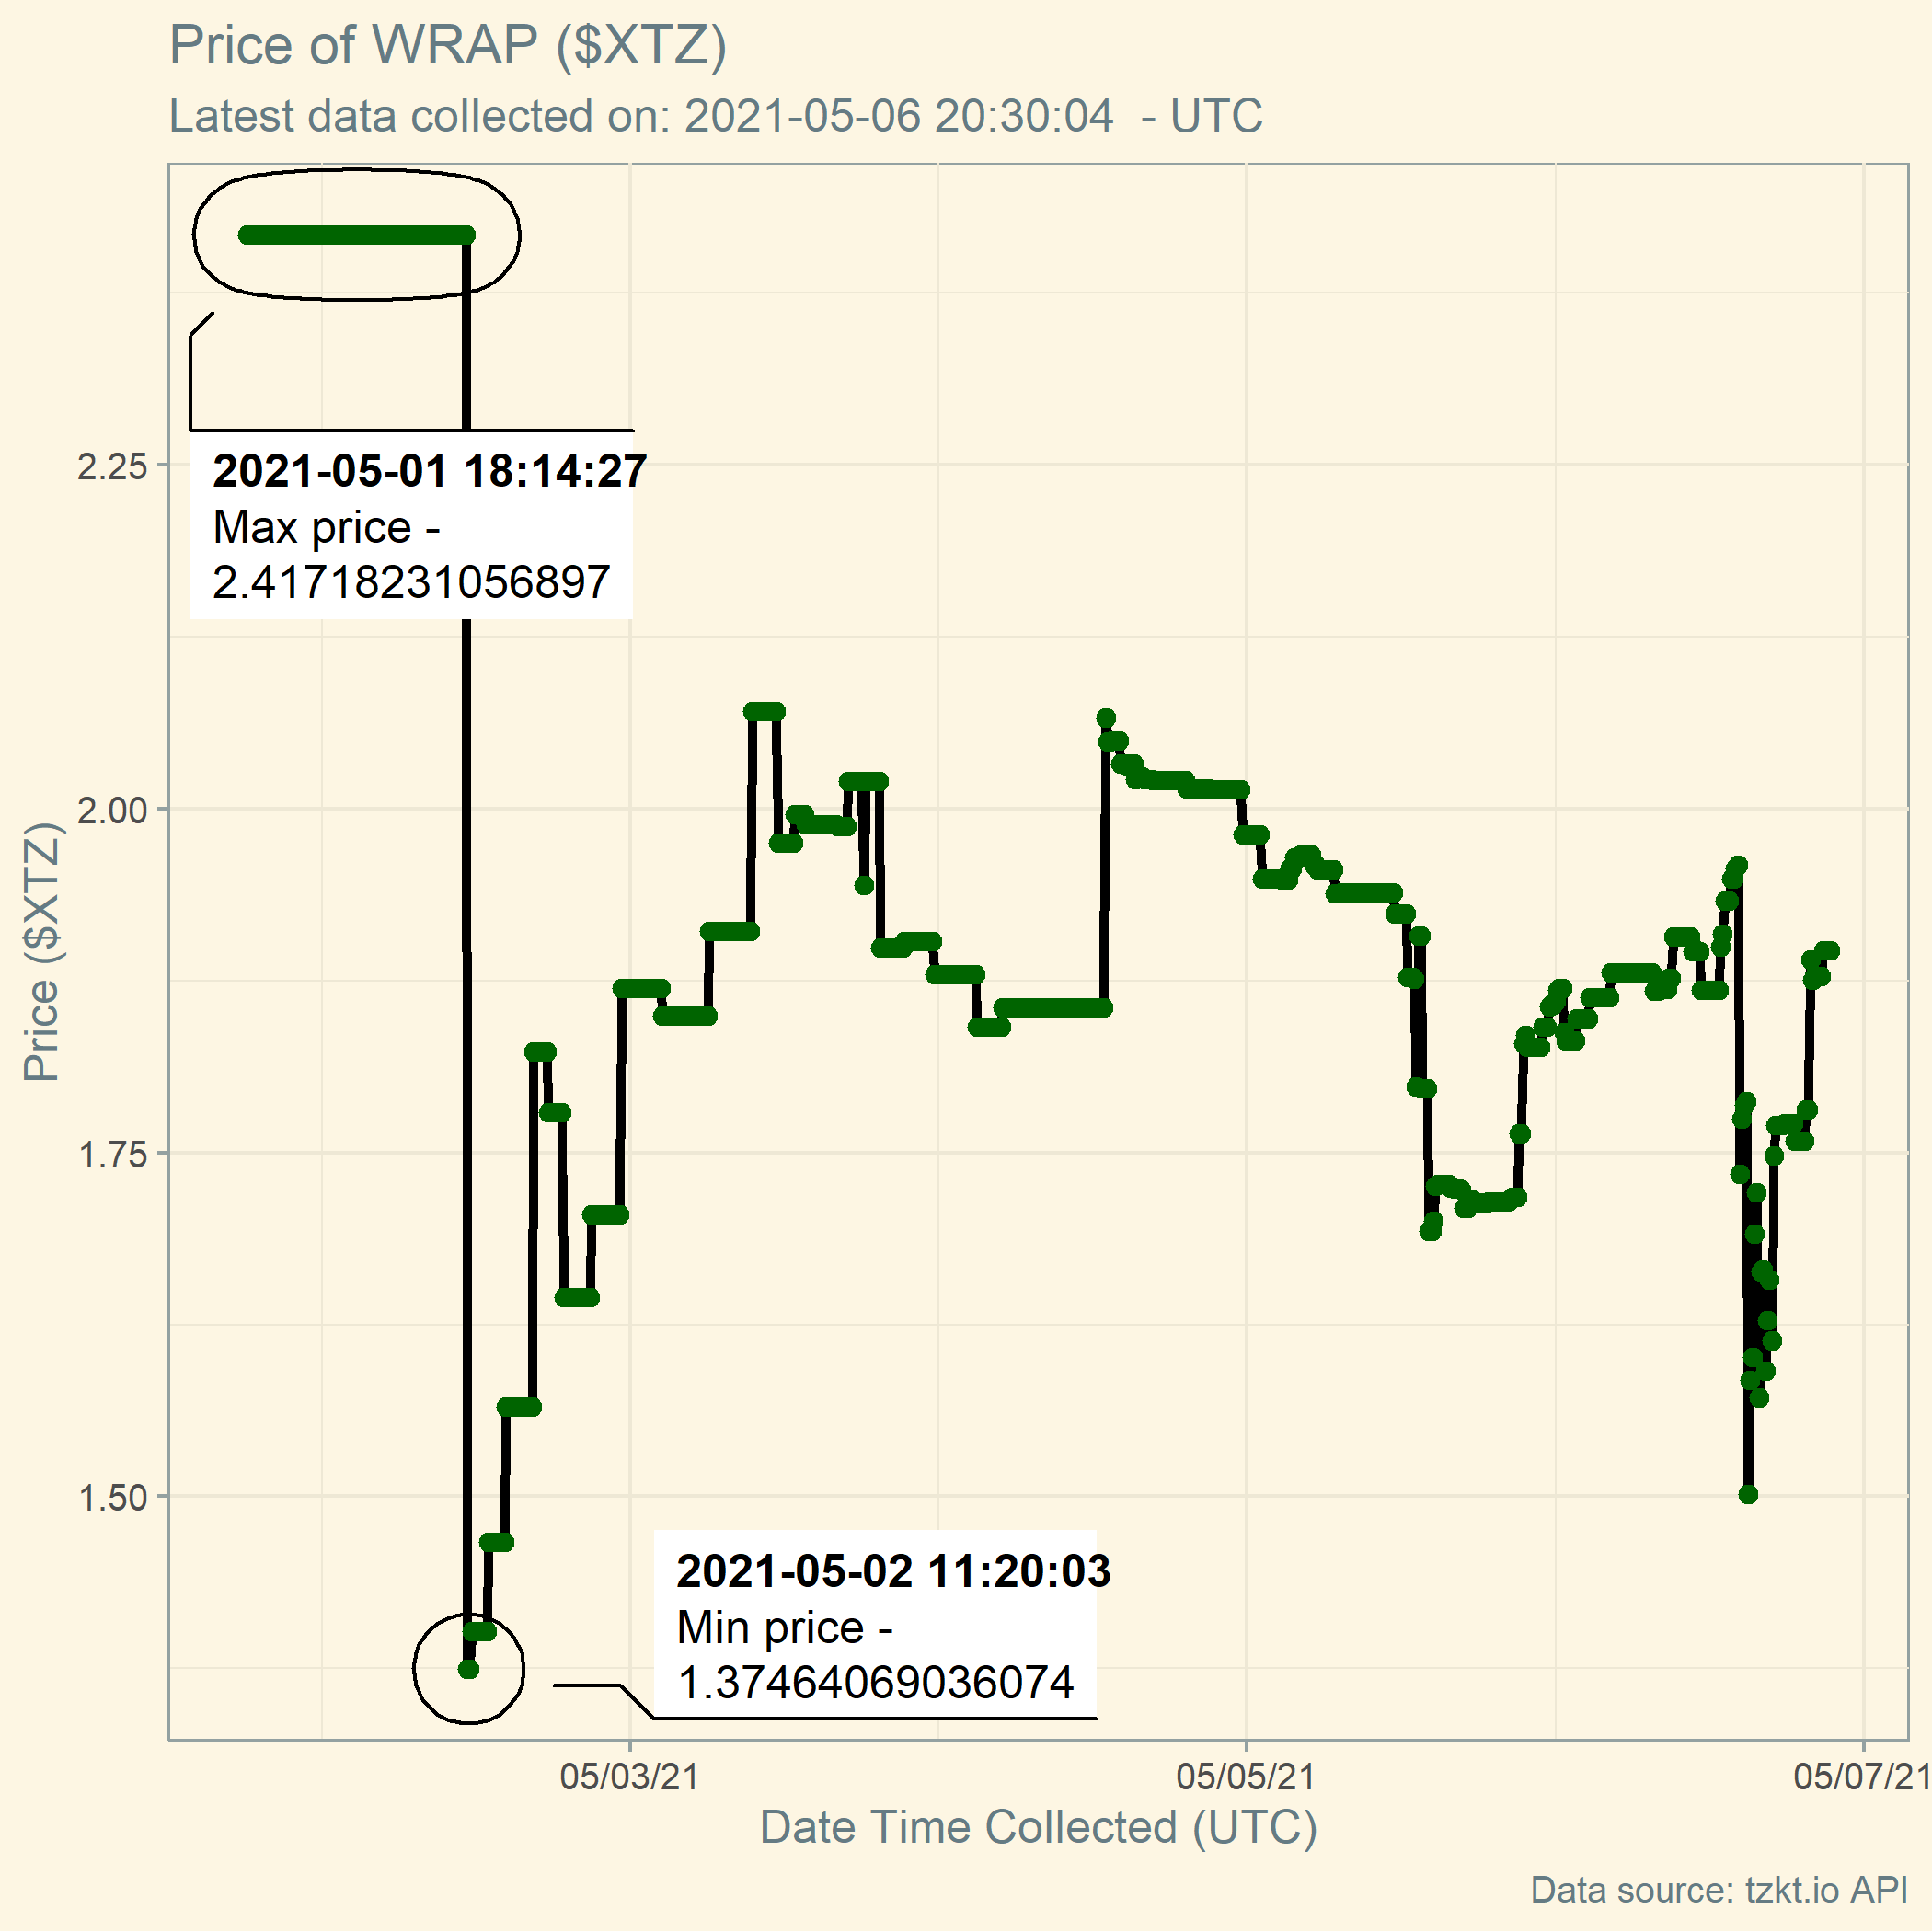 Price of WRAP ($XTZ)
Latest data collected on: 2021-05-06 20:30:04  - UTC
2021-05-01 18:14:27
Max price -
2.41718231056897
2.25
2.00
1.75
1.50
Price ($XTZ)
2021-05-02 11:20:03
Min price -
1.37464069036074
05/03/21
05/05/21
05/07/21
Date Time Collected (UTC)
Data source: tzkt.io API